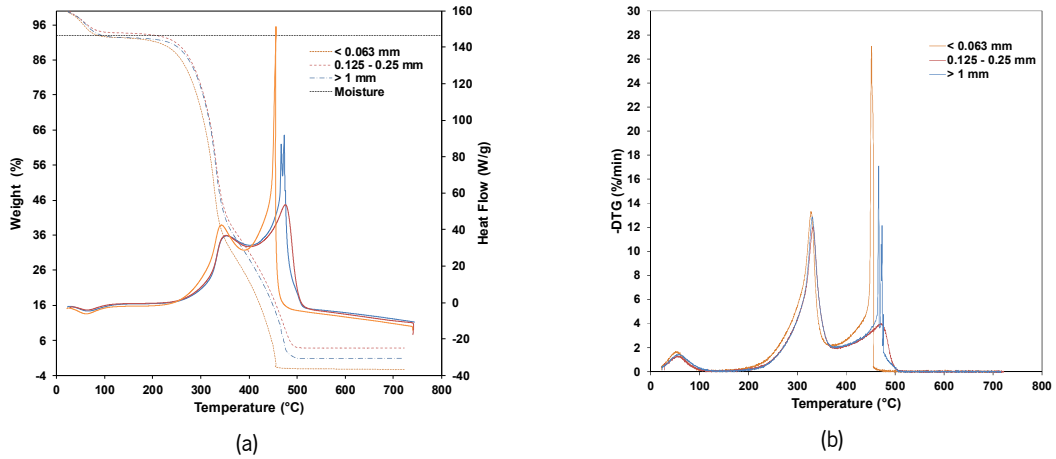 96
86
76
66
56
46
36
26
16
6
-4
Weight (%)
160
140
120
100
80
60
40
20
0
-20
-40
Heat Flow (W/g)
< 0.063 mm
0.125 - 0.25 mm
> 1 mm
Moisture
0 100 200 300 400 500 600 700 800
Temperature (°C)
(a)
30
28
26
24
22
20
18
16
14
12
10
8
6
4
2
0
-DTG (%/min)
< 0.063 mm
0.125 - 0.25 mm
> 1 mm
0 100 200 300 400 500 600 700 800
Temperature (°C)
(b)